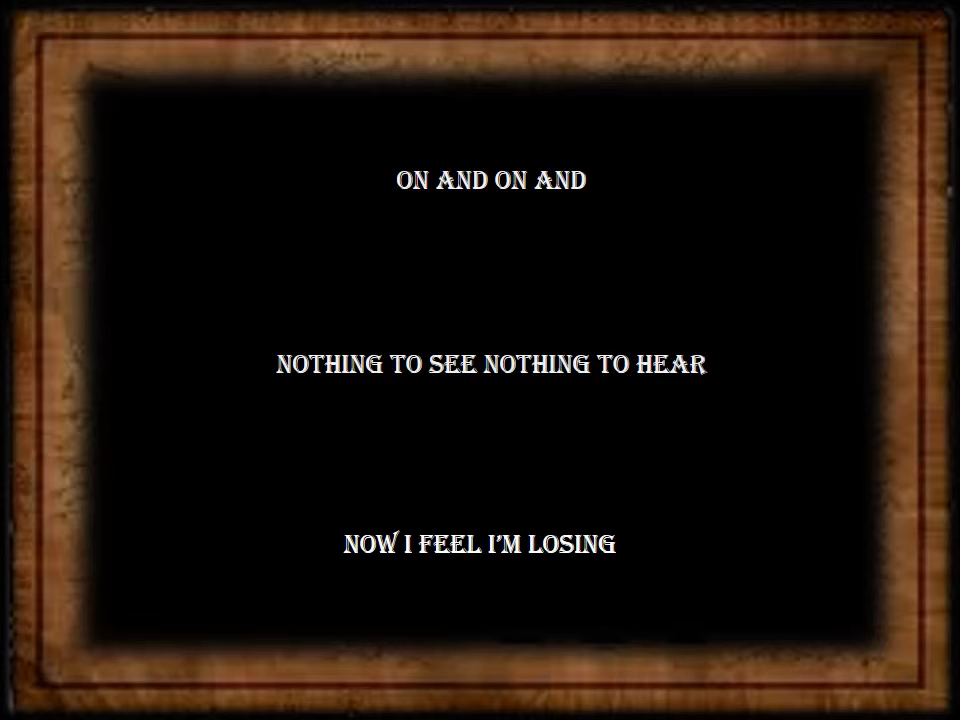 ON AND ON AND
NOTHING TO SEE NOTHING TO HEAR
NOW I FEEL I'M LOSING